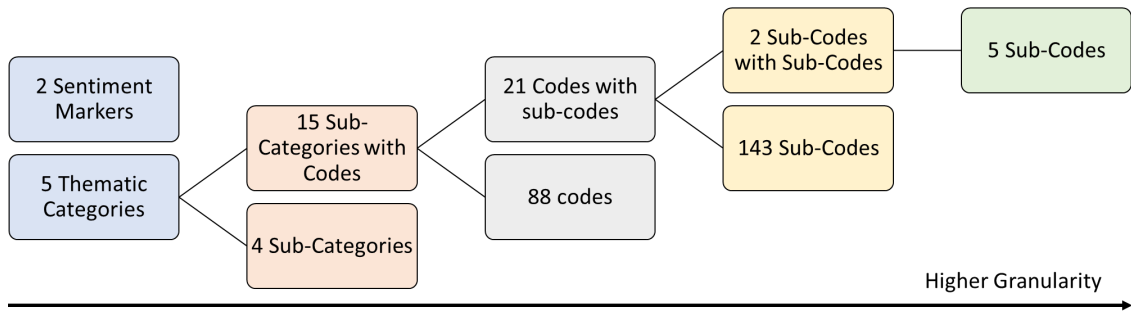 2 Sentiment
Markers
5 Thematic
Categories
15 Sub-
Categories with
Codes
4 Sub-Categories
21 Codes with
sub-codes
88 codes
2 Sub-Codes
with Sub-Codes
143 Sub-Codes
5 Sub-Codes
Higher Granularity